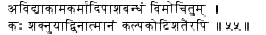 अविद्याकामकर्मादिपाशबन्धं विमोचितुम् ।
कः शक्नुयाद्विनात्मानं कल्पकोटिशतैरपि ॥ ५५॥